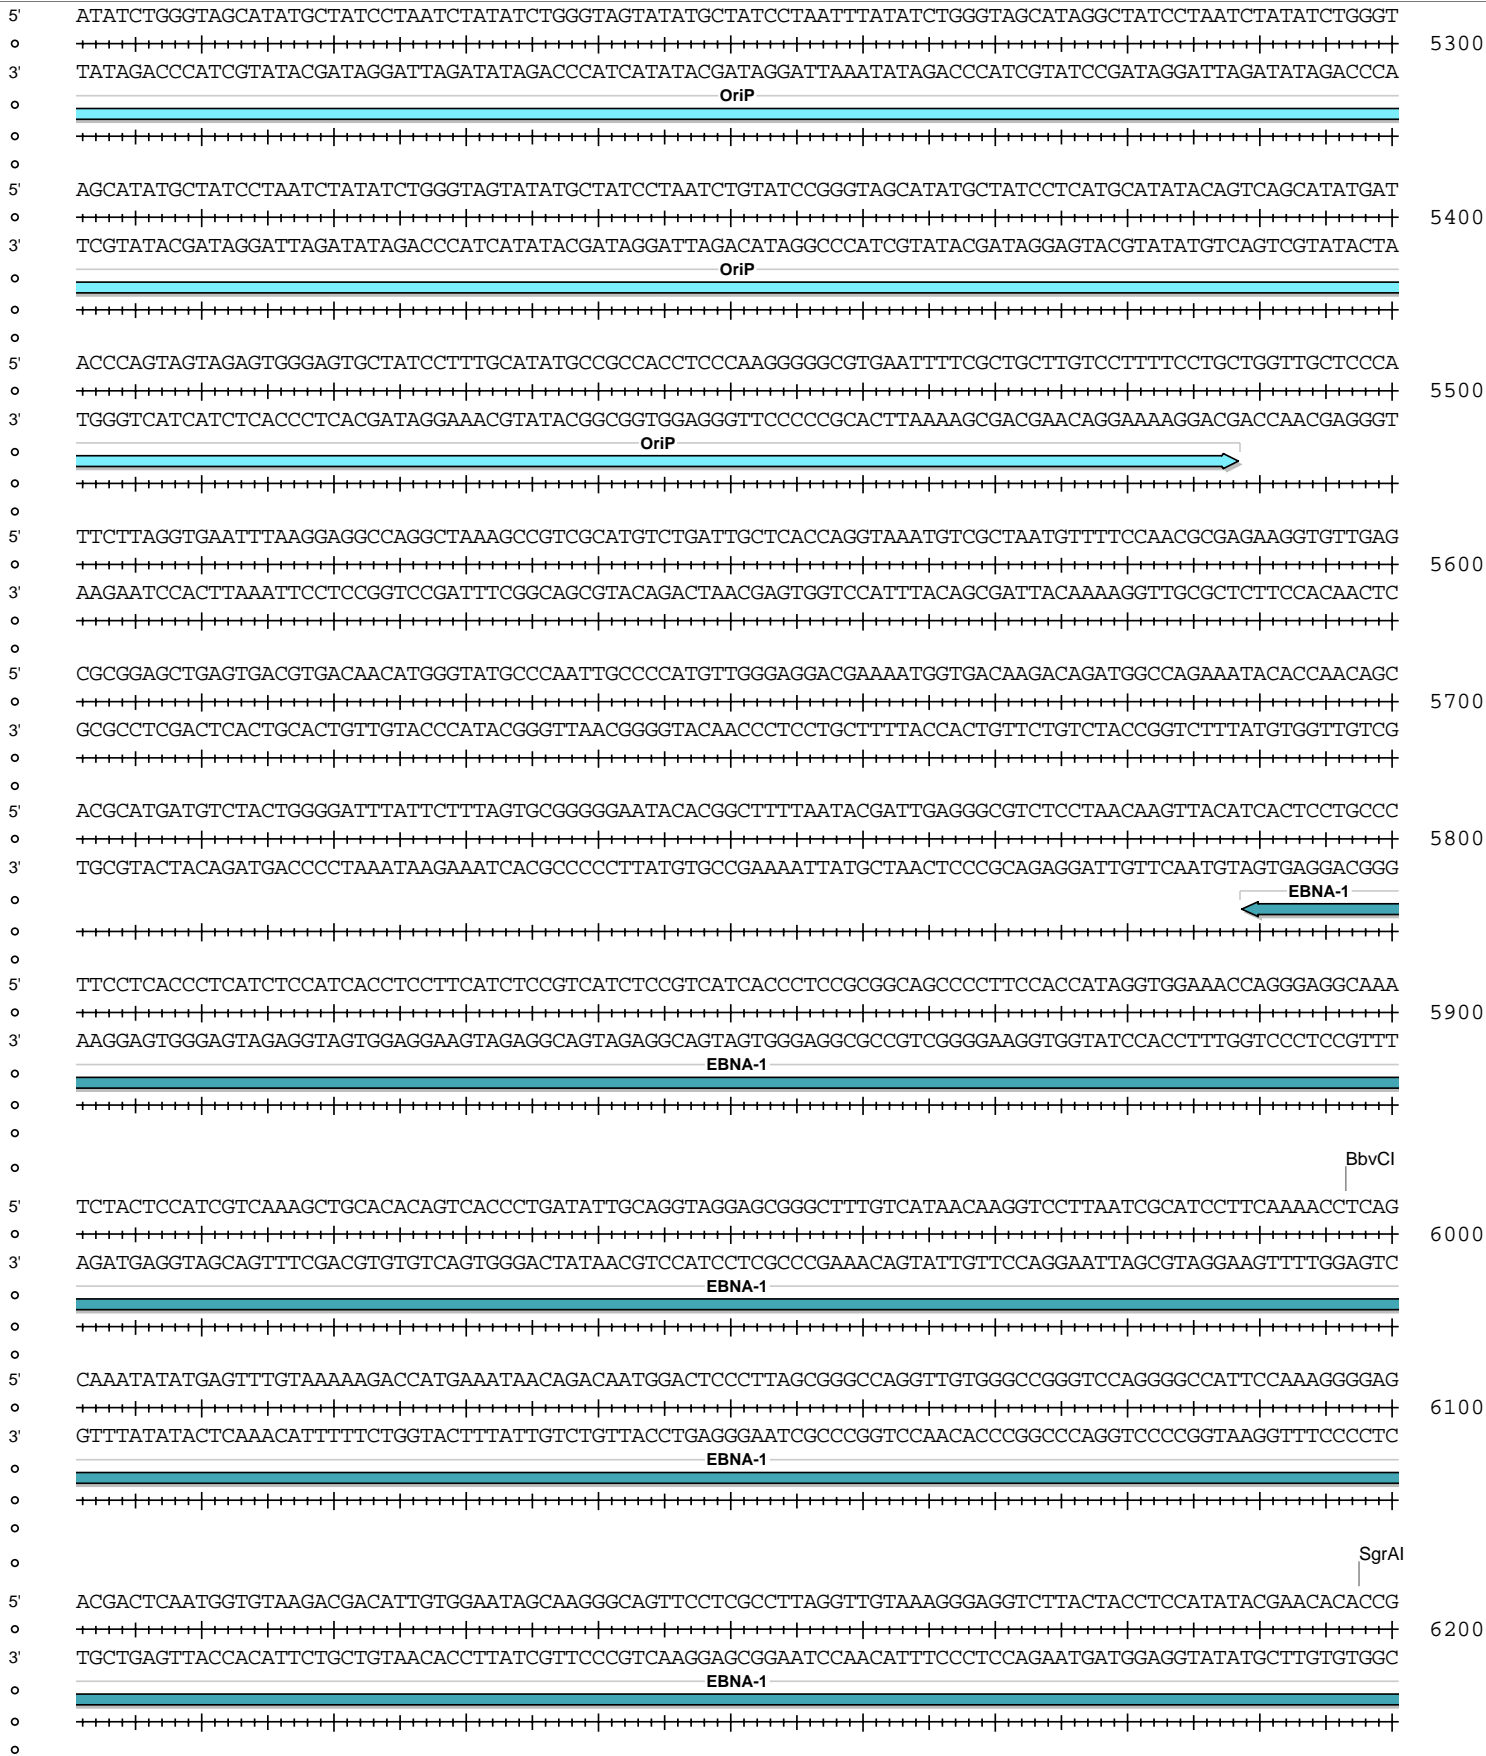 5' ATATCTGGGTAGCATATGCTATCCTAATCTATATCTGGGTAGTATATGCTATCCTAATTTATATCTGGGTAGCATAGGCTATCCTAATCTATATCTGGGT
5300
3' TATAGACCCATCGTATACGATAGGATTAGATATAGACCCATCATATACGATAGGATTAAATATAGACCCATCGTATCCGATAGGATTAGATATAGACCCA
OriP
5' AGCATATGCTATCCTAATCTATATCTGGGTAGTATATGCTATCCTAATCTGTATCCGGGTAGCATATGCTATCCTCATGCATATACAGTCAGCATATGAT
5400
3' TCGTATACGATAGGATTAGATATAGACCCATCATATACGATAGGATTAGACATAGGCCCATCGTATACGATAGGAGTACGTATATGTCAGTCGTATACTA
OriP
5' ACCCAGTAGTAGAGTGGGAGTGCTATCCTTTGCATATGCCGCCACCTCCCAAGGGGGCGTGAATTTTCGCTGCTTGTCCTTTTCCTGCTGGTTGCTCCCA
5500
3' TGGGTCATCATCTCACCCTCACGATAGGAAACGTATACGGCGGTGGAGGGTTCCCCCGCACTTAAAAGCGACGAACAGGAAAAGGACGACCAACGAGGGT
OriP
5' TTCTTAGGTGAATTTAAGGAGGCCAGGCTAAAGCCGTCGCATGTCTGATTGCTCACCAGGTAAATGTCGCTAATGTTTTCCAACGCGAGAAGGTGTTGAG
5600
3' AAGAATCCACTTAAATTCCTCCGGTCCGATTTCGGCAGCGTACAGACTAACGAGTGGTCCATTTACAGCGATTACAAAAGGTTGCGCTCTTCCACAACTC
5' CGCGGAGCTGAGTGACGTGACAACATGGGTATGCCCAATTGCCCCATGTTGGGAGGACGAAAATGGTGACAAGACAGATGGCCAGAAATACACCAACAGC
5700
3' GCGCCTCGACTCACTGCACTGTTGTACCCATACGGGTTAACGGGGTACAACCCTCCTGCTTTTACCACTGTTCTGTCTACCGGTCTTTATGTGGTTGTCG
5' ACGCATGATGTCTACTGGGGATTTATTCTTTAGTGCGGGGGAATACACGGCTTTTAATACGATTGAGGGCGTCTCCTAACAAGTTACATCACTCCTGCCC
5800
3' TGCGTACTACAGATGACCCCTAAATAAGAAATCACGCCCCCTTATGTGCCGAAAATTATGCTAACTCCCGCAGAGGATTGTTCAATGTAGTGAGGACGGG
EBNA-1
5' TTCCTCACCCTCATCTCCATCACCTCCTTCATCTCCGTCATCTCCGTCATCACCCTCCGCGGCAGCCCCTTCCACCATAGGTGGAAACCAGGGAGGCAAA
5900
3' AAGGAGTGGGAGTAGAGGTAGTGGAGGAAGTAGAGGCAGTAGAGGCAGTAGTGGGAGGCGCCGTCGGGGAAGGTGGTATCCACCTTTGGTCCCTCCGTTT
EBNA-1
BbvCI
5' TCTACTCCATCGTCAAAGCTGCACACAGTCACCCTGATATTGCAGGTAGGAGCGGGCTTTGTCATAACAAGGTCCTTAATCGCATCCTTCAAAACCTCAG
6000
3' AGATGAGGTAGCAGTTTCGACGTGTGTCAGTGGGACTATAACGTCCATCCTCGCCCGAAACAGTATTGTTCCAGGAATTAGCGTAGGAAGTTTTGGAGTC
EBNA-1
5' CAAATATATGAGTTTGTAAAAAGACCATGAAATAACAGACAATGGACTCCCTTAGCGGGCCAGGTTGTGGGCCGGGTCCAGGGGCCATTCCAAAGGGGAG
6100
3' GTTTATATACTCAAACATTTTTCTGGTACTTTATTGTCTGTTACCTGAGGGAATCGCCCGGTCCAACACCCGGCCCAGGTCCCCGGTAAGGTTTCCCCTC
EBNA-1
SgrAI
5' ACGACTCAATGGTGTAAGACGACATTGTGGAATAGCAAGGGCAGTTCCTCGCCTTAGGTTGTAAAGGGAGGTCTTACTACCTCCATATACGAACACACCG
6200
3' TGCTGAGTTACCACATTCTGCTGTAACACCTTATCGTTCCCGTCAAGGAGCGGAATCCAACATTTCCCTCCAGAATGATGGAGGTATATGCTTGTGTGGC
EBNA-1